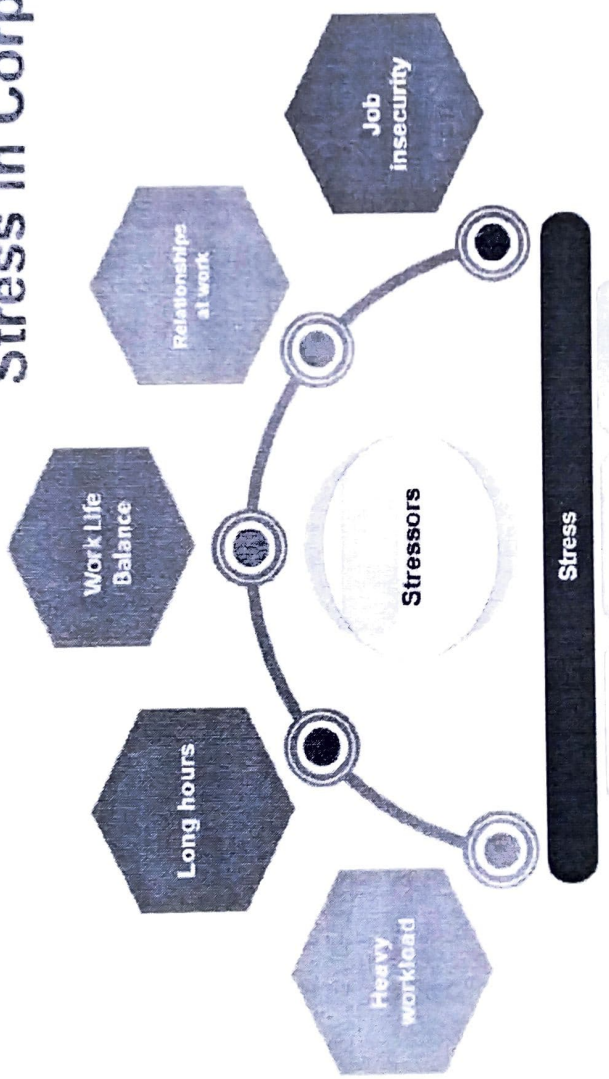 Stress in Corp
Heavy
workload
Long hours
Work Life
Balance
Relationships
at work
Job
insecurity
Stressors
Stress